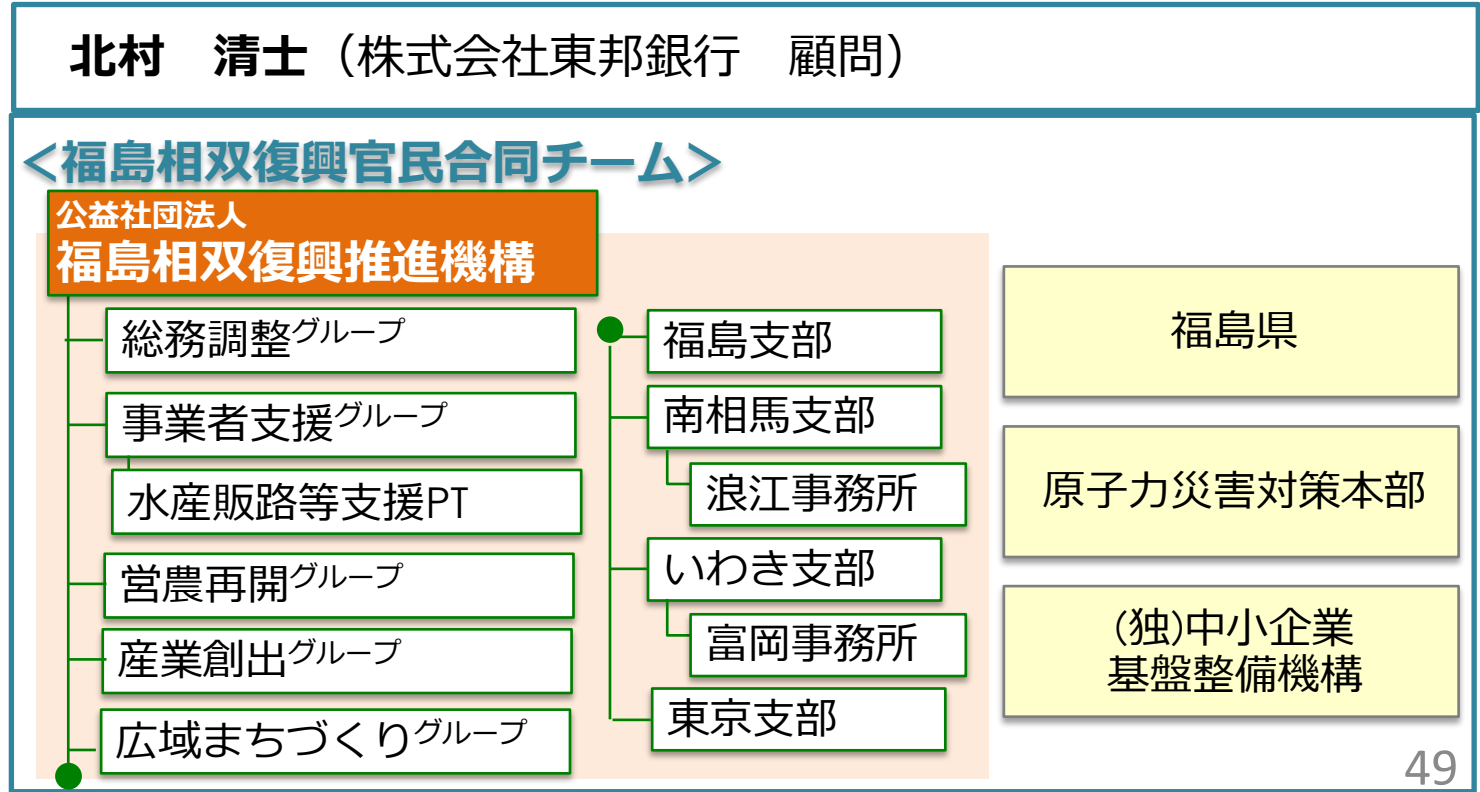 北村　清士（株式会社東邦銀行　顧問）
＜福島相双復興官民合同チーム＞
公益社団法人
福島相双復興推進機構
総務調整グループ
事業者支援グループ
水産販路等支援PT
営農再開グループ
産業創出グループ
広域まちづくりグループ
福島支部
南相馬支部
浪江事務所
いわき支部
富岡事務所
東京支部
福島県
原子力災害対策本部
(独)中小企業
基盤整備機構
49